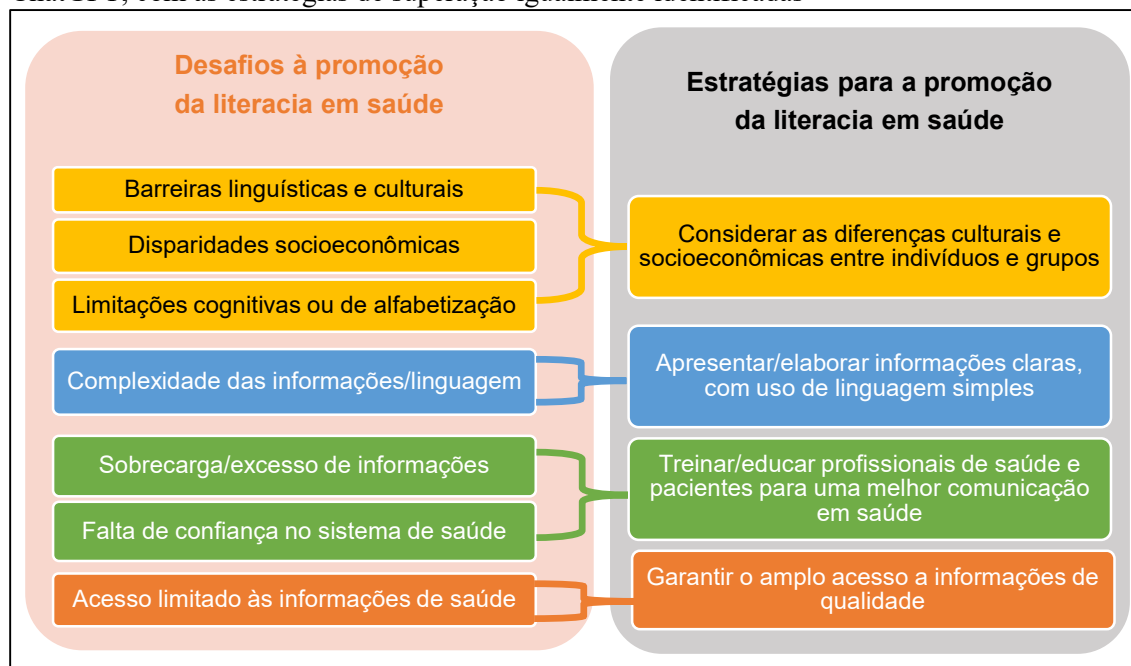 Desafios à promoção
da literacia em saúde
Barreiras linguísticas e culturais
Disparidades socioeconômicas
Limitações cognitivas ou de alfabetização
Complexidade das informações/linguagem
Sobrecarga/excesso de informações
Falta de confiança no sistema de saúde
Acesso limitado às informações de saúde
Estratégias para a promoção
da literacia em saúde
Considerar as diferenças culturais e
socioeconômicas entre indivíduos e grupos
Apresentar/elaborar informações claras,
com uso de linguagem simples
Treinar/educar profissionais de saúde e
pacientes para uma melhor comunicação
em saúde
Garantir o amplo acesso a informações de
qualidade